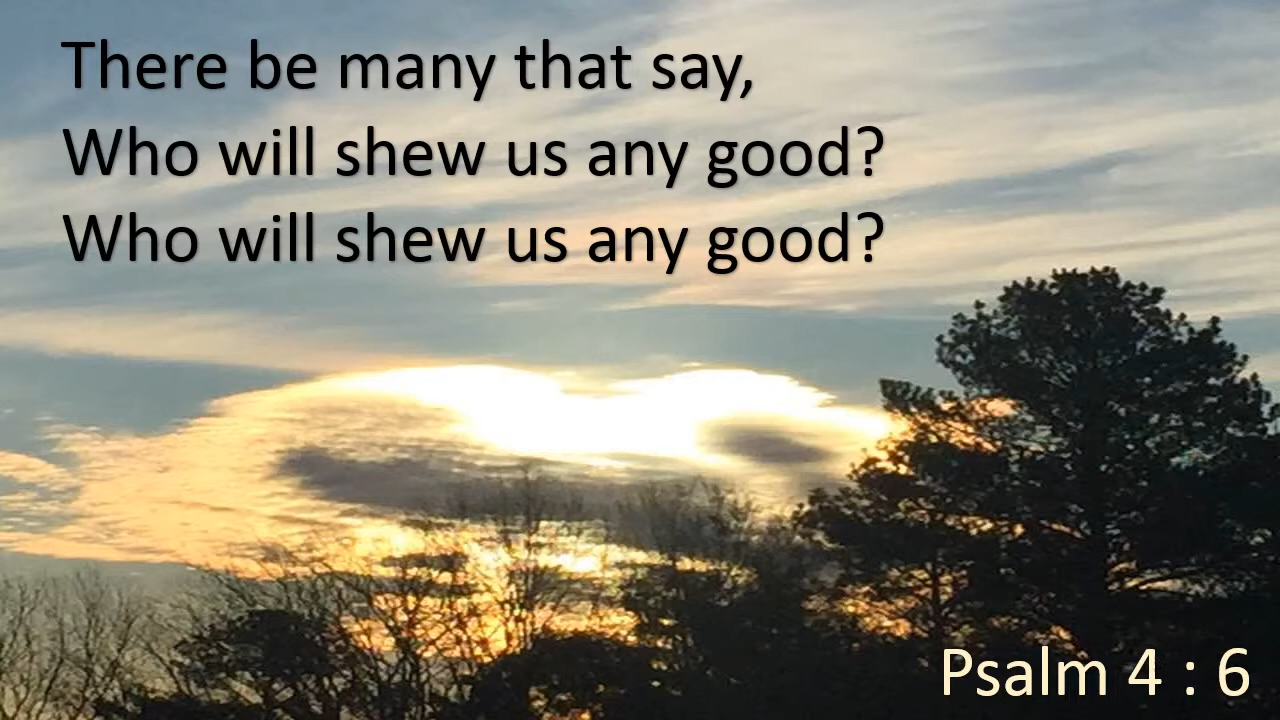 There be many that say,
Who will shew us any good?
Who will shew us any good?
Psalm 4 : 6